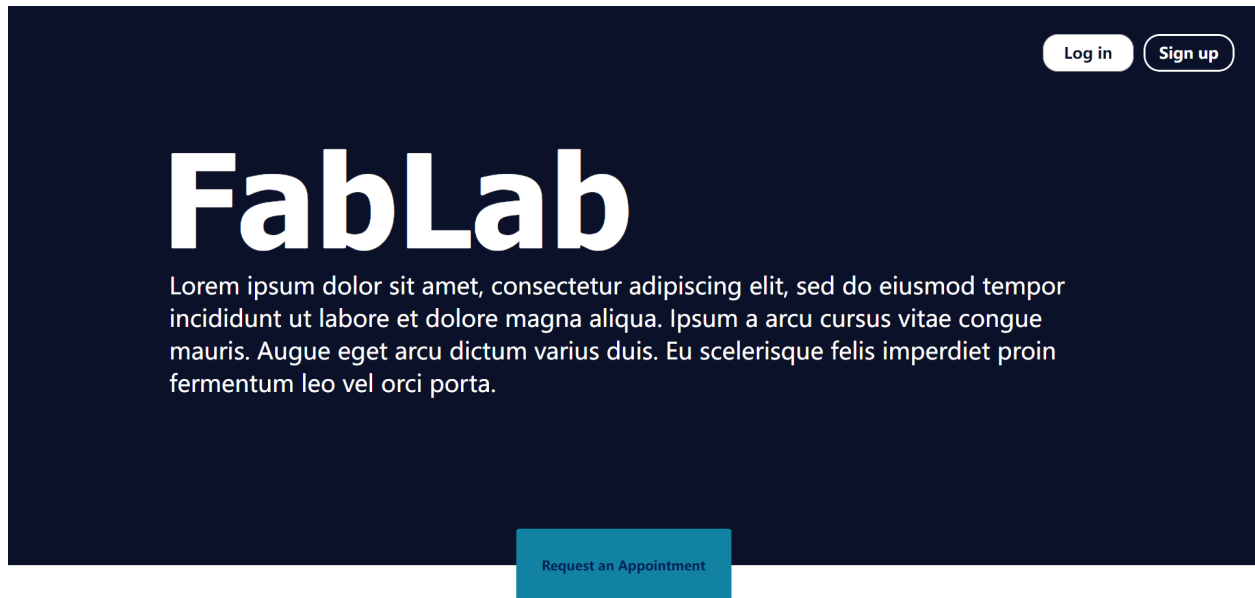 Log in
Sign up
FabLab
Lorem ipsum dolor sit amet, consectetur adipiscing elit, sed do eiusmod tempor
incididunt ut labore et dolore magna aliqua. Ipsum a arcu cursus vitae congue
mauris. Augue eget arcu dictum varius duis. Eu scelerisque felis imperdiet proin
fermentum leo vel orci porta.
Request an Appointment